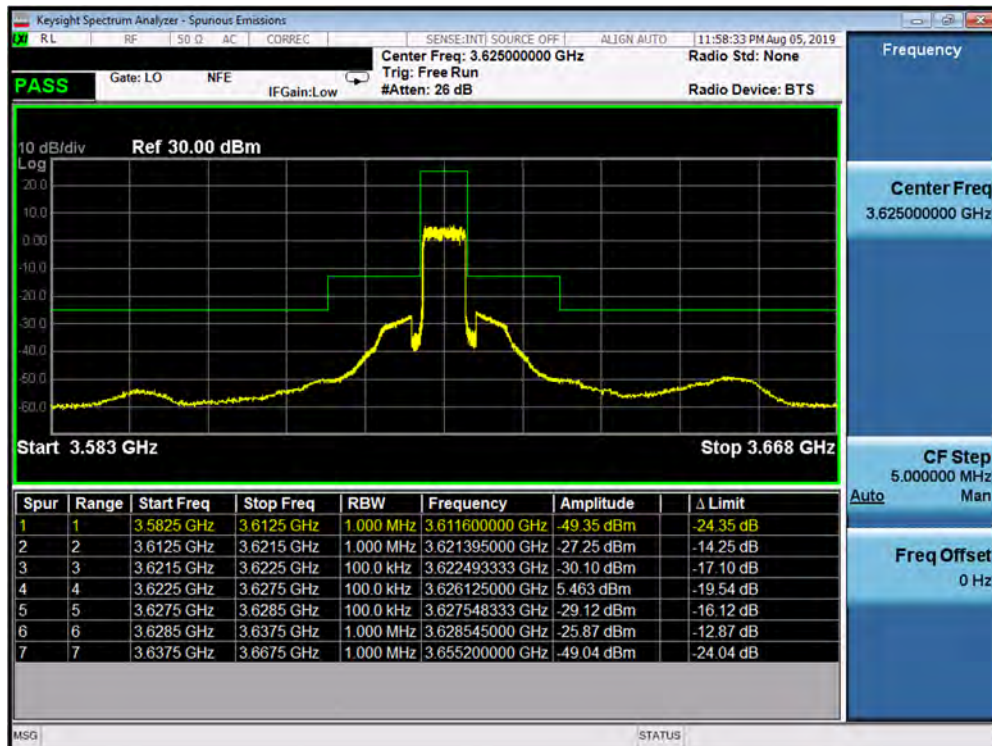 Keysight Spectrum Analyzer - Spurious Emissions
LXI RL RF 50 Ω AC CORREC SENSE:INT SOURCE OFF ALIGN AUTO 11:58:33 PM Aug 05, 2019
Center Freq: 3.625000000 GHz Radio Std: None
PASS Gate: LO NFE Trig: Free Run
IFGain:Low #Atten: 26 dB Radio Device: BTS
10 dB/div Ref 30.00 dBm
Log
20.0
10.0
0.00
-10.0
-20.0
-30.0
-40.0
-50.0
-60.0
Start 3.583 GHz Stop 3.668 GHz
Spur Range Start Freq Stop Freq RBW Frequency Amplitude Δ Limit
1 1 3.5825 GHz 3.6125 GHz 1.000 MHz 3.611600000 GHz -49.35 dBm -24.35 dB
2 2 3.6125 GHz 3.6215 GHz 1.000 MHz 3.621395000 GHz -27.25 dBm -14.25 dB
3 3 3.6215 GHz 3.6225 GHz 100.0 kHz 3.622493333 GHz -30.10 dBm -17.10 dB
4 4 3.6225 GHz 3.6275 GHz 100.0 kHz 3.626125000 GHz 5.463 dBm -19.54 dB
5 5 3.6275 GHz 3.6285 GHz 100.0 kHz 3.627548333 GHz -29.12 dBm -16.12 dB
6 6 3.6285 GHz 3.6375 GHz 1.000 MHz 3.628545000 GHz -25.87 dBm -12.87 dB
7 7 3.6375 GHz 3.6675 GHz 1.000 MHz 3.655200000 GHz -49.04 dBm -24.04 dB
MSG STATUS
Frequency
Center Freq
3.625000000 GHz
CF Step
5.000000 MHz
Auto Man
Freq Offset
0 Hz